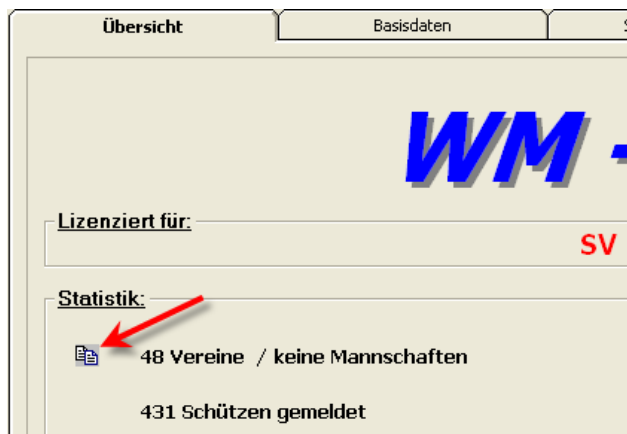 Übersicht
Basisdaten
WM -
Lizenziert für:
SV
Statistik:
48 Vereine / keine Mannschaften
431 Schützen gemeldet